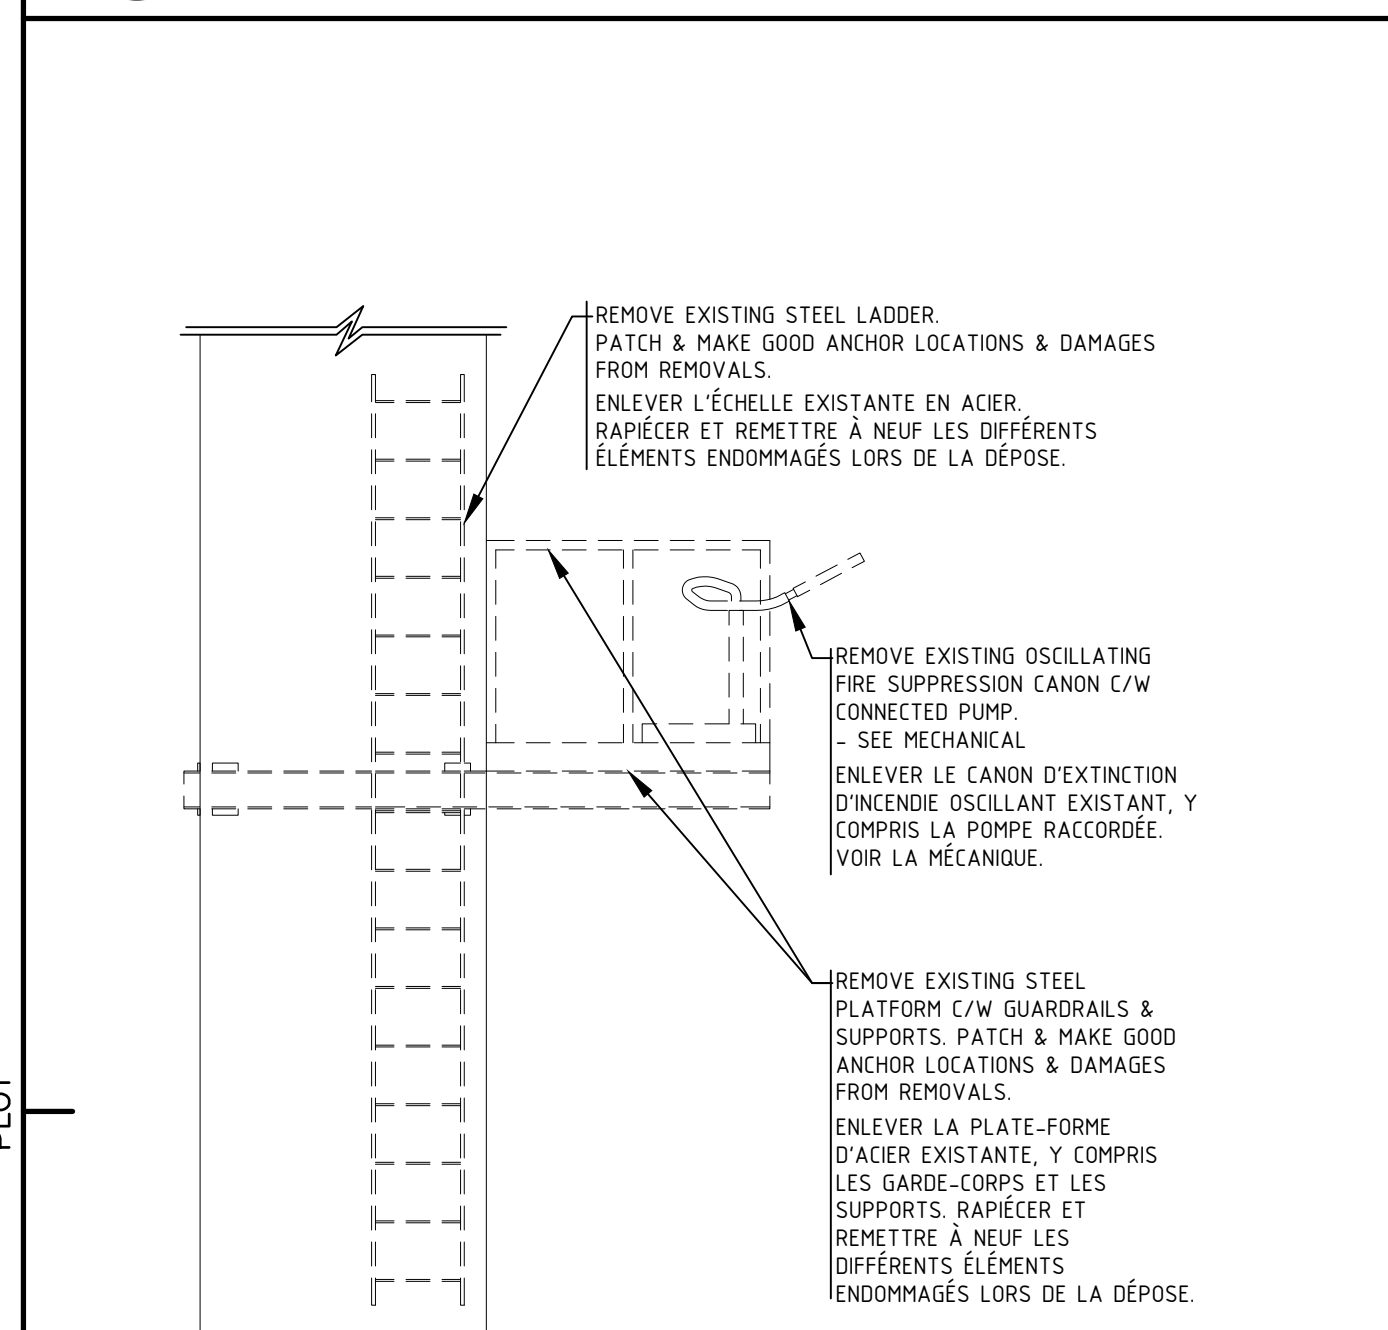 REMOVE EXISTING STEEL LADDER.
PATCH & MAKE GOOD ANCHOR LOCATIONS & DAMAGES
FROM REMOVALS.
ENLEVER L'ÉCHELLE EXISTANTE EN ACIER.
RAPIÉCER ET REMETTRE À NEUF LES DIFFÉRENTS
ÉLÉMENTS ENDOMMAGÉS LORS DE LA DÉPOSE.
REMOVE EXISTING OSCILLATING
FIRE SUPPRESSION CANON C/W
CONNECTED PUMP.
- SEE MECHANICAL
ENLEVER LE CANON D'EXTINCTION
D'INCENDIE OSCILLANT EXISTANT, Y
COMPRIS LA POMPE RACCORDÉE.
VOIR LA MÉCANIQUE.
REMOVE EXISTING STEEL
PLATFORM C/W GUARDRAILS &
SUPPORTS. PATCH & MAKE GOOD
ANCHOR LOCATIONS & DAMAGES
FROM REMOVALS.
ENLEVER LA PLATE-FORME
D'ACIER EXISTANTE, Y COMPRIS
LES GARDE-CORPS ET LES
SUPPORTS. RAPIÉCER ET
REMETTRE À NEUF LES
DIFFÉRENTS ÉLÉMENTS
ENDOMMAGÉS LORS DE LA DÉPOSE.
PLOT